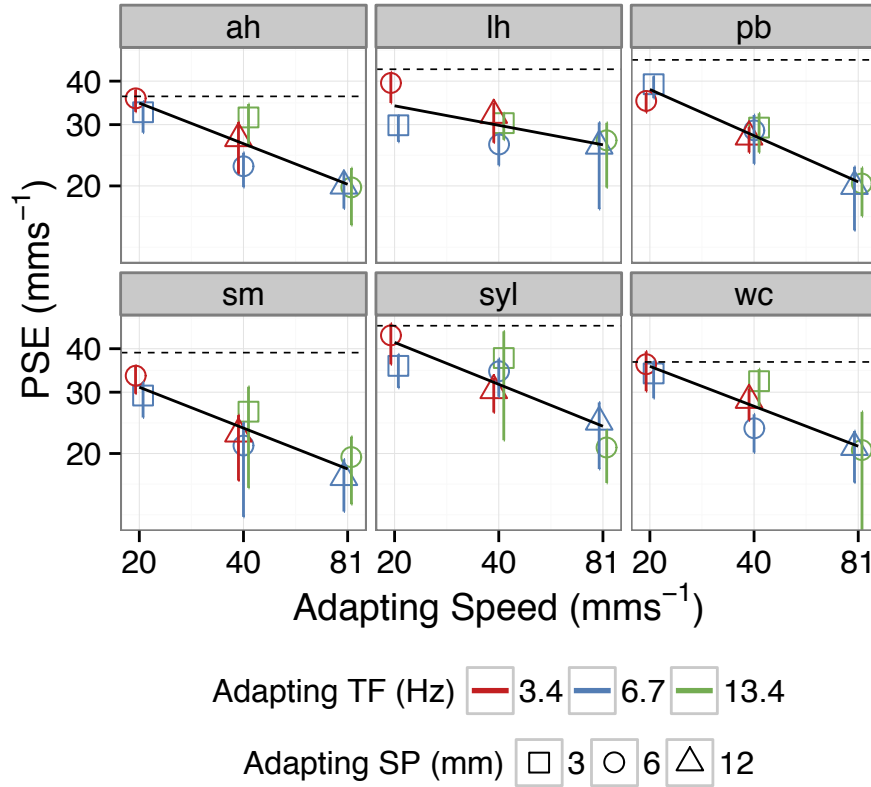 ah lh pb
40
30
20
sm syl wc
40
30
20
PSE (mms⁻¹)
20 40 81 20 40 81 20 40 81
Adapting Speed (mms⁻¹)
Adapting TF (Hz) 3.4 6.7 13.4
Adapting SP (mm) 3 6 12